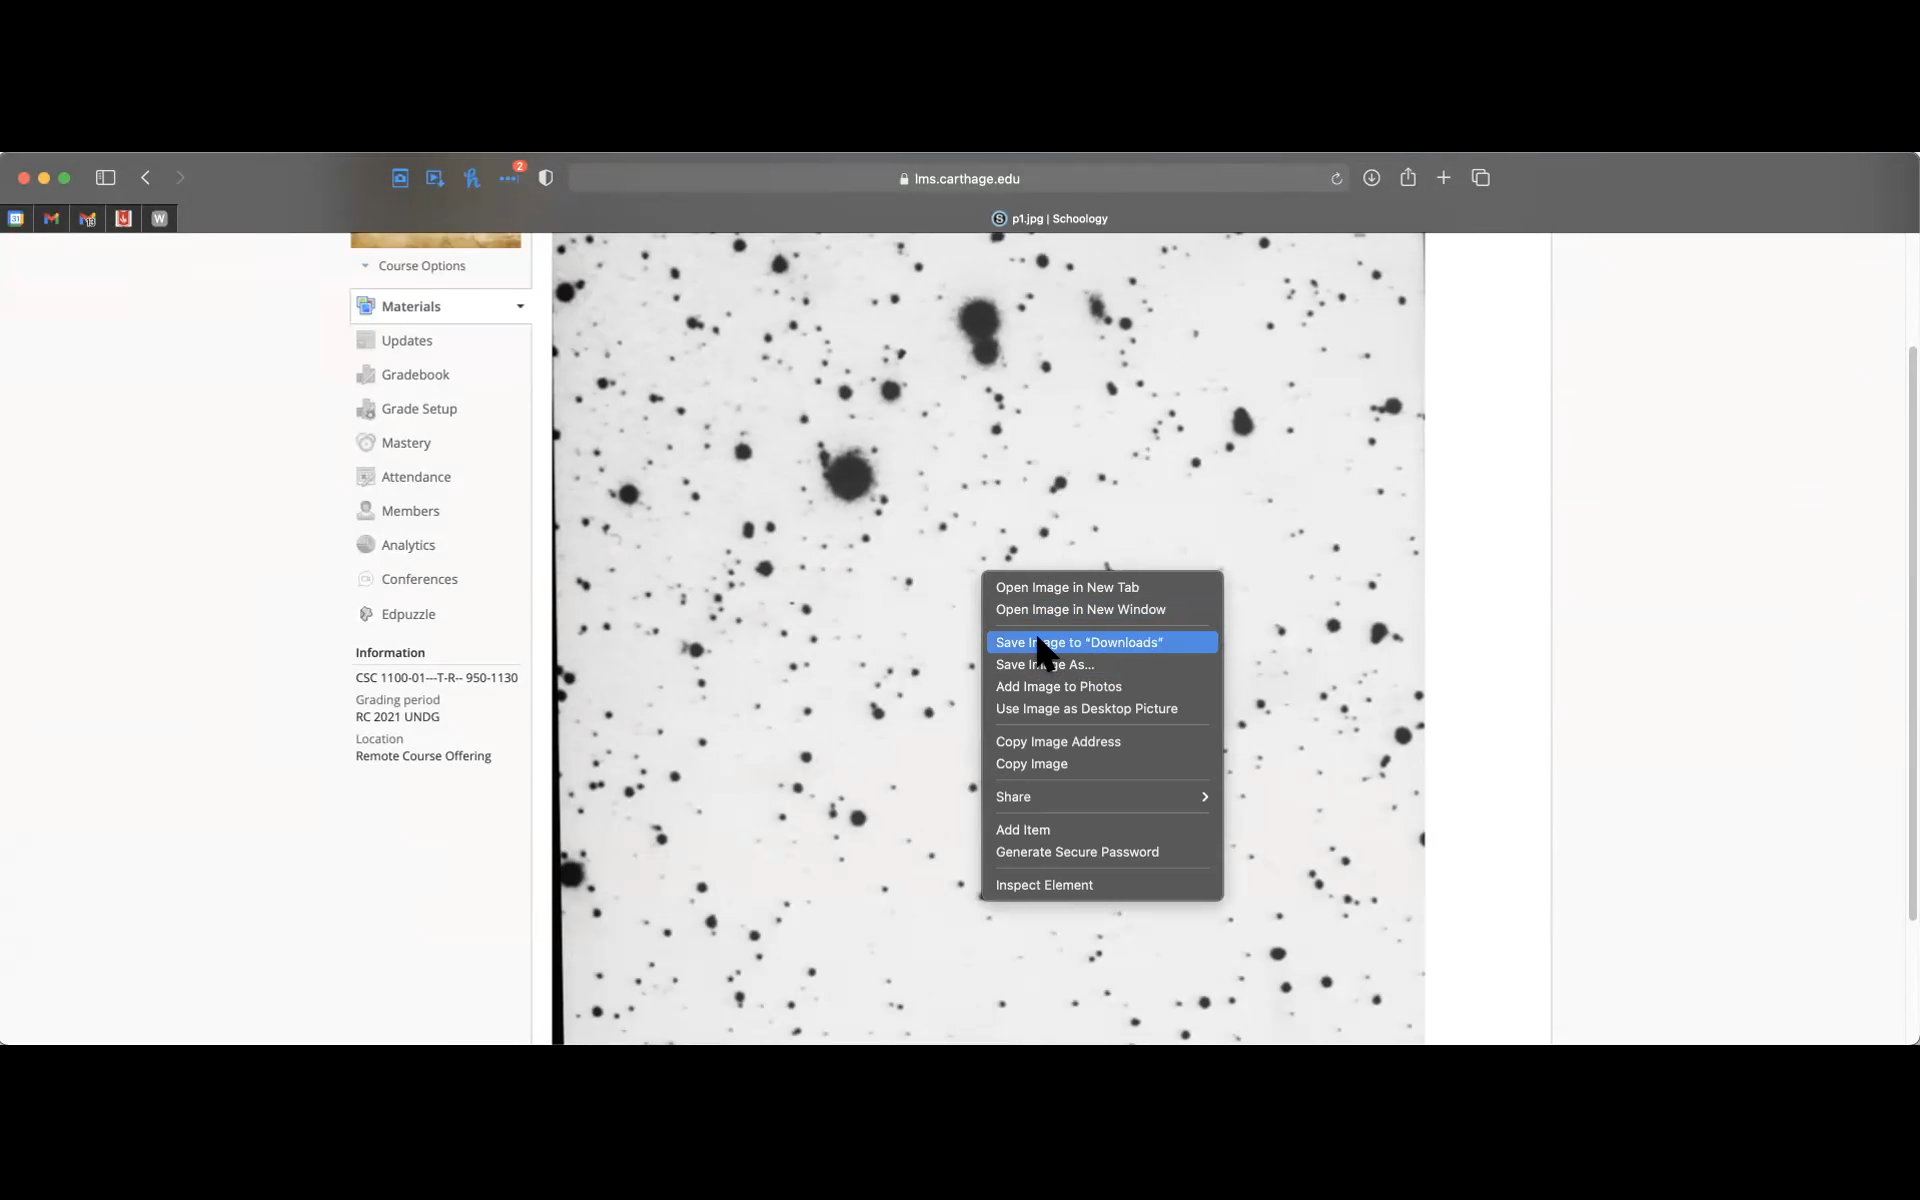 2
lms.carthage.edu
31
13
W
S p1.jpg | Schoology
Course Options
Materials
Updates
Gradebook
Grade Setup
Mastery
Attendance
Members
Analytics
Conferences
Edpuzzle
Information
CSC 1100-01---T-R-- 950-1130
Grading period
RC 2021 UNDG
Location
Remote Course Offering
Open Image in New Tab
Open Image in New Window
Save Image to “Downloads”
Save Image As...
Add Image to Photos
Use Image as Desktop Picture
Copy Image Address
Copy Image
Share
Add Item
Generate Secure Password
Inspect Element